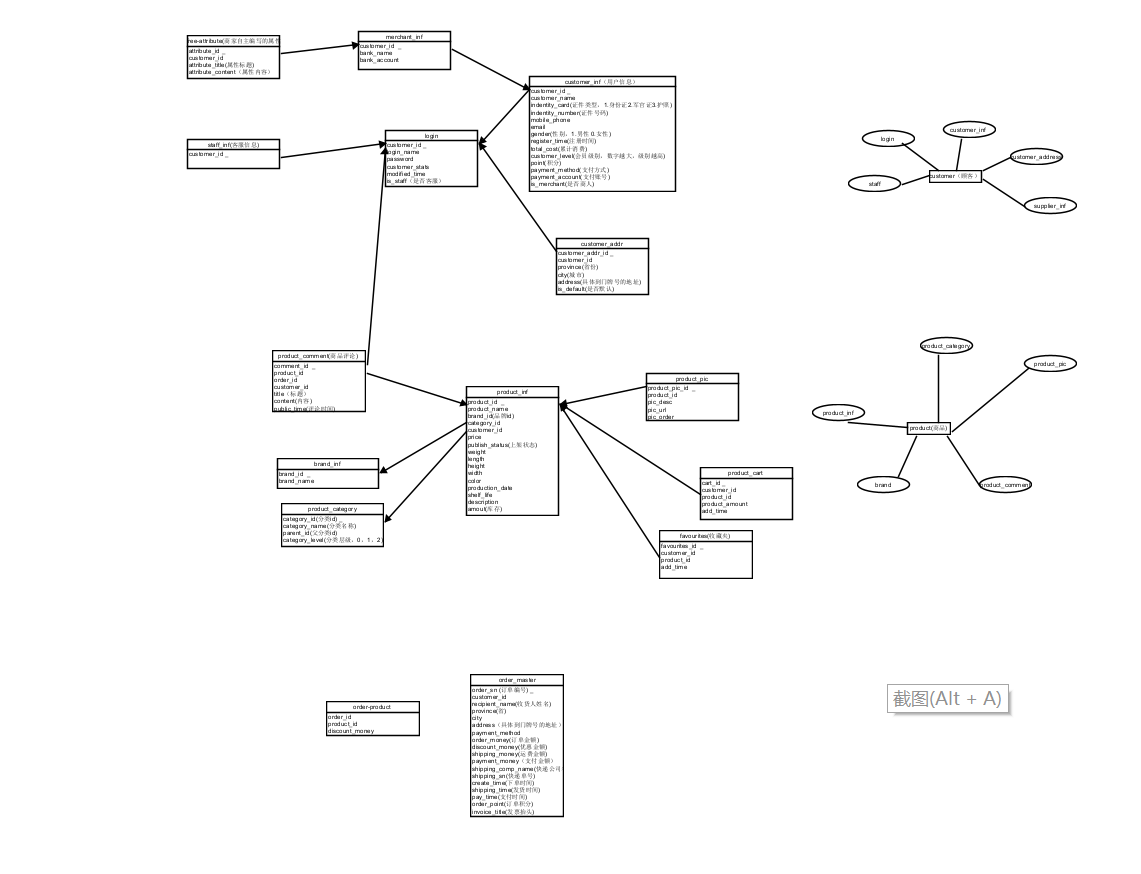 ree-attribute(商家自主编写的属性
attribute_id _
customer_id
attribute_title(属性标题)
attribute_content（属性内容）
merchant_inf
customer_id _
bank_name
bank_account
customer_inf（用户信息）
customer_id _
customer_name
indentity_card(证件类型：1.身份证2.军官证3.护照)
indentity_number(证件号码)
mobile_phone
email
gender(性别，1.男性0.女性)
register_time(注册时间)
total_cost(累计消费)
customer_level(会员级别，数字越大，级别越高)
point(积分)
payment_method(支付方式)
payment_account(支付账号)
is_merchant(是否商人)
staff_inf(客服信息)
customer_id _
login
customer_id _
login_name
password
customer_stats
modified_time
is_staff（是否客服）
customer_addr
customer_addr_id _
customer_id
province(省份)
city(城市)
address(具体到门牌号的地址)
is_default(是否默认)
login
customer_inf
customer_address
staff
customer（顾客）
supplier_inf
product_comment(商品评论)
comment_id _
product_id
order_id
customer_id
title（标题）
content(内容)
public_time(评论时间)
product_inf
product_id _
product_name
brand_id(品牌id)
category_id
customer_id
price
publish_status(上架状态)
weight
length
height
width
color
production_date
shelf_life
description
amout(库存)
product_pic
product_pic_id _
product_id
pic_desc
pic_url
pic_order
brand_inf
brand_id _
brand_name
product_category
category_id(分类id) _
category_name(分类名称)
parent_id(父分类id)
category_level(分类层级，0，1，2)
product_cart
cart_id _
customer_id
product_id
product_amount
add_time
favourites(收藏夹)
favourites_id _
customer_id
product_id
add_time
product_category
product_pic
product_inf
product(商品)
brand
product_comment
order-product
order_id
product_id
discount_money
order_master
order_sn (订单编号) _
customer_id
recipient_name(收货人姓名)
province(省)
city
address（具体到门牌号的地址）
payment_method
order_money(订单金额)
discount_money(优惠金额)
shipping_money(运费金额)
payment_money（支付金额）
shipping_comp_name(快递公司
shipping_sn(快递单号)
create_time(下单时间)
shipping_time(发货时间)
pay_time(支付时间)
order_point(订单积分)
invoice_title(发票抬头)
截图(Alt + A)